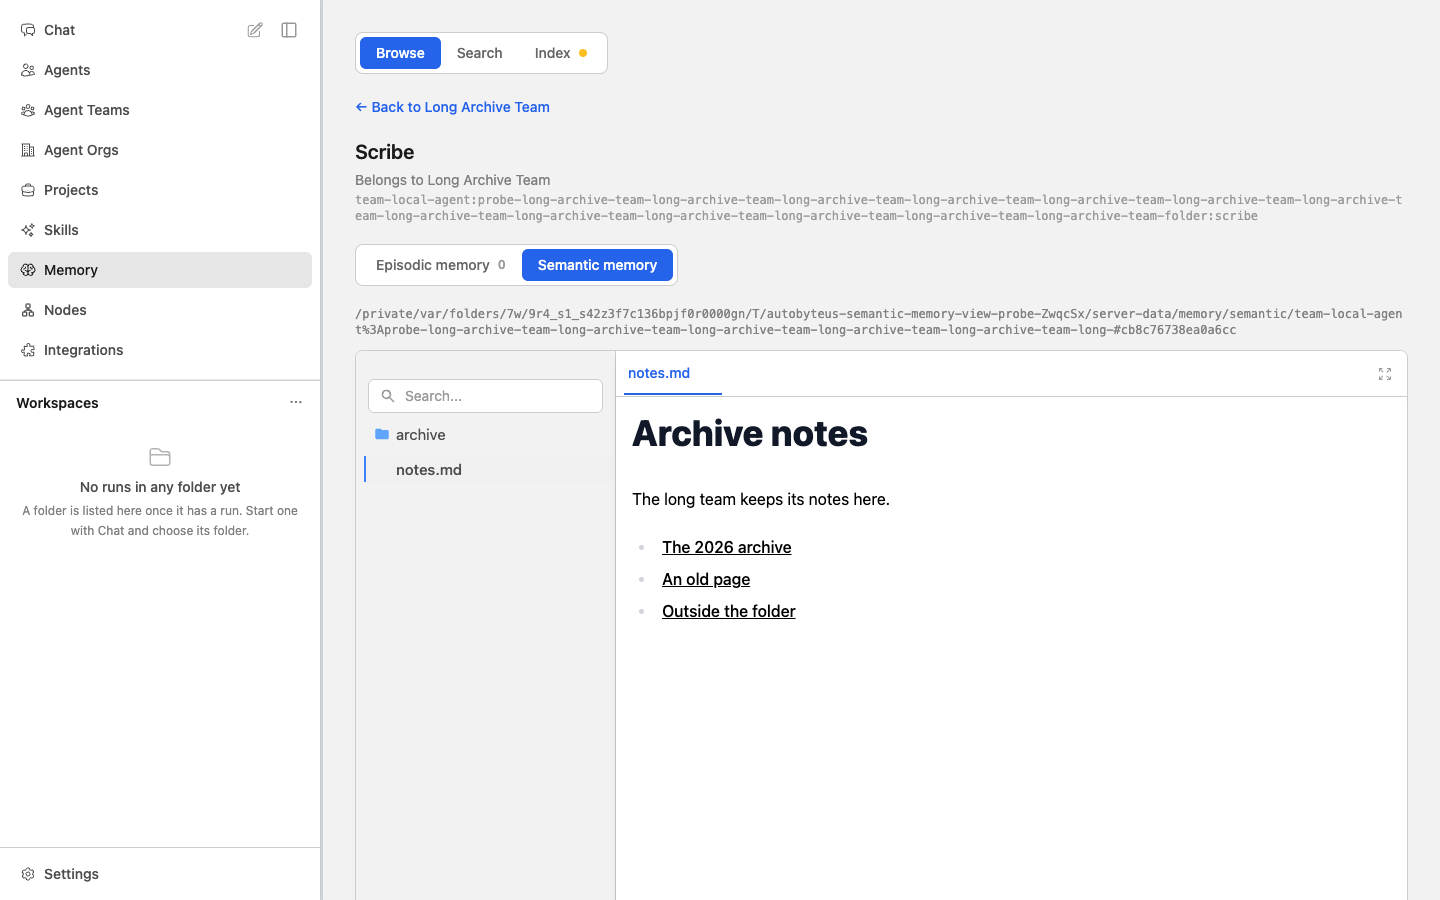 Chat
Agents
Agent Teams
Agent Orgs
Projects
Skills
Memory
Nodes
Integrations
Workspaces
No runs in any folder yet
A folder is listed here once it has a run. Start one
with Chat and choose its folder.
Settings
Browse
Search
Index
← Back to Long Archive Team
Scribe
Belongs to Long Archive Team
team-local-agent:probe-long-archive-team-long-archive-team-long-archive-team-long-archive-team-long-archive-team-long-archive-t
eam-long-archive-team-long-archive-team-long-archive-team-long-archive-team-long-archive-team-long-archive-team-folder:scribe
Episodic memory 0
Semantic memory
/private/var/folders/7w/9r4_s1_s42z3f7c136bpjf0r0000gn/T/autobyteus-semantic-memory-view-probe-ZwqcSx/server-data/memory/semantic/team-local-agen
t%3Aprobe-long-archive-team-long-archive-team-long-archive-team-long-archive-team-long-archive-team-long-#cb8c76738ea0a6cc
Search...
archive
notes.md
notes.md
Archive notes
The long team keeps its notes here.
The 2026 archive
An old page
Outside the folder